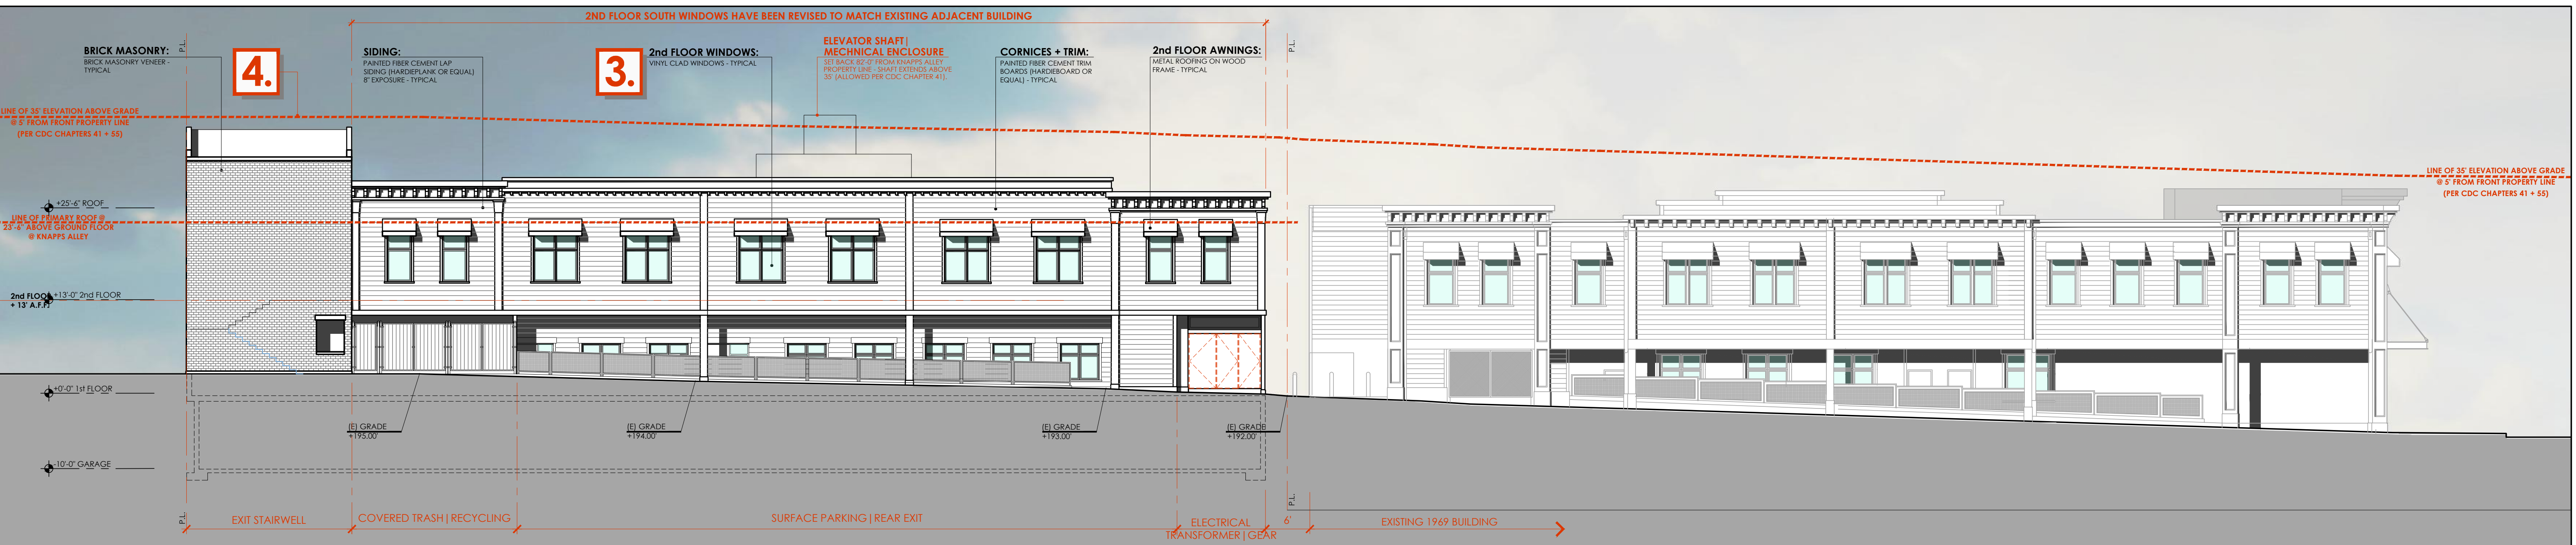 2ND FLOOR SOUTH WINDOWS HAVE BEEN REVISED TO MATCH EXISTING ADJACENT BUILDING
P.L.
BRICK MASONRY:
BRICK MASONRY VENEER -
TYPICAL
4.
SIDING:
PAINTED FIBER CEMENT LAP
SIDING (HARDIEPLANK OR EQUAL)
8" EXPOSURE - TYPICAL
3.
2nd FLOOR WINDOWS:
VINYL CLAD WINDOWS - TYPICAL
ELEVATOR SHAFT |
MECHNICAL ENCLOSURE
SET BACK 82'-0" FROM KNAPPS ALLEY
PROPERTY LINE - SHAFT EXTENDS ABOVE
35' (ALLOWED PER CDC CHAPTER 41).
CORNICES + TRIM:
PAINTED FIBER CEMENT TRIM
BOARDS (HARDIEBOARD OR
EQUAL) - TYPICAL
2nd FLOOR AWNINGS:
METAL ROOFING ON WOOD
FRAME - TYPICAL
P.L.
LINE OF 35' ELEVATION ABOVE GRADE
@ 5' FROM FRONT PROPERTY LINE
(PER CDC CHAPTERS 41 + 55)
LINE OF 35' ELEVATION ABOVE GRADE
@ 5' FROM FRONT PROPERTY LINE
(PER CDC CHAPTERS 41 + 55)
+25'-6" ROOF
LINE OF PRIMARY ROOF @
23'-6" ABOVE GROUND FLOOR
@ KNAPPS ALLEY
2nd FLOOR
+ 13' A.F.F.
+13'-0" 2nd FLOOR
+0'-0" 1st FLOOR
-10'-0" GARAGE
(E) GRADE
+195.00'
(E) GRADE
+194.00'
(E) GRADE
+193.00'
(E) GRADE
+192.00'
P.L.
P.L.
EXIT STAIRWELL
COVERED TRASH | RECYCLING
SURFACE PARKING | REAR EXIT
ELECTRICAL
TRANSFORMER | GEAR
6'
EXISTING 1969 BUILDING